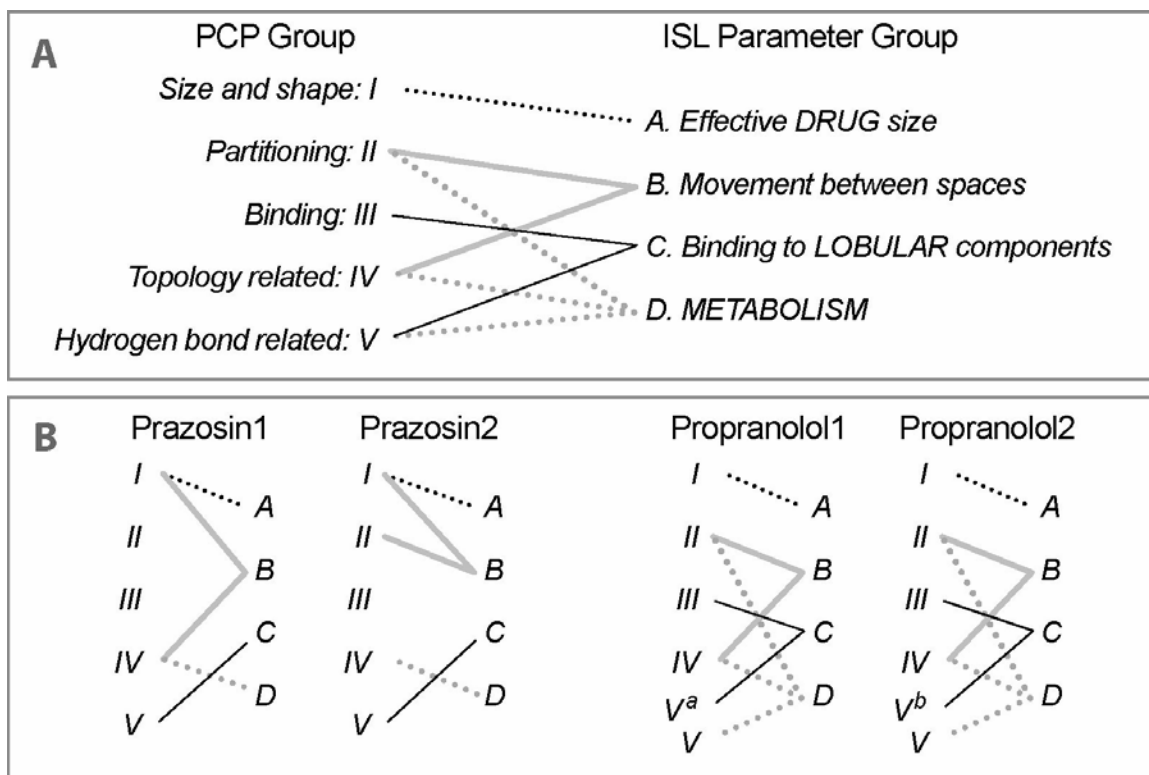 A
PCP Group
ISL Parameter Group
Size and shape: I
A. Effective DRUG size
Partitioning: II
B. Movement between spaces
Binding: III
C. Binding to LOBULAR components
Topology related: IV
D. METABOLISM
Hydrogen bond related: V
B
Prazosin1
Prazosin2
Propranolol1
Propranolol2
I
A
I
A
I
A
I
A
II
B
II
B
II
B
II
B
III
C
III
C
III
C
III
C
IV
D
IV
D
IV
D
IV
D
V
V
Va
Vb
V
V